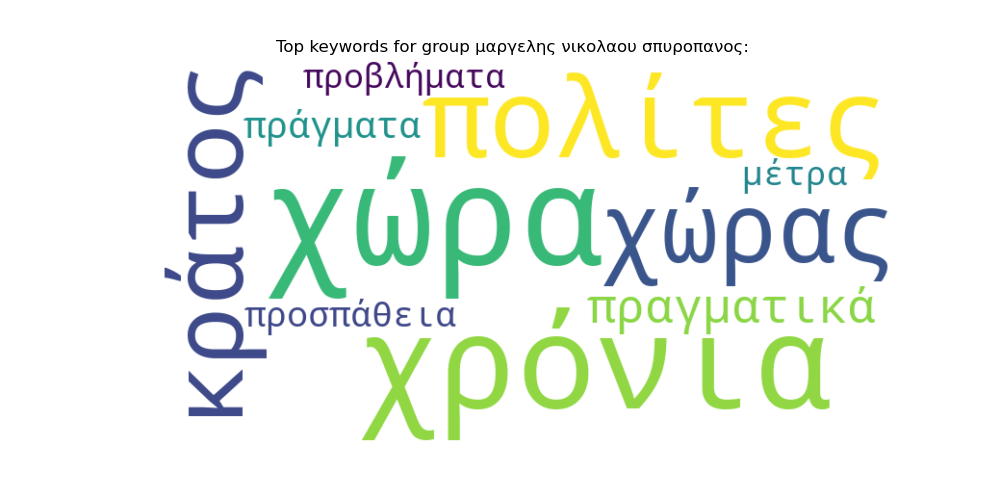 Top keywords for group μαργελης νικολαου σπυροπανος:
προβλήματα
πολίτες
πράγματα
κράτος
μέτρα
χώρα
χώρας
προσπάθεια
πραγματικά
χρόνια